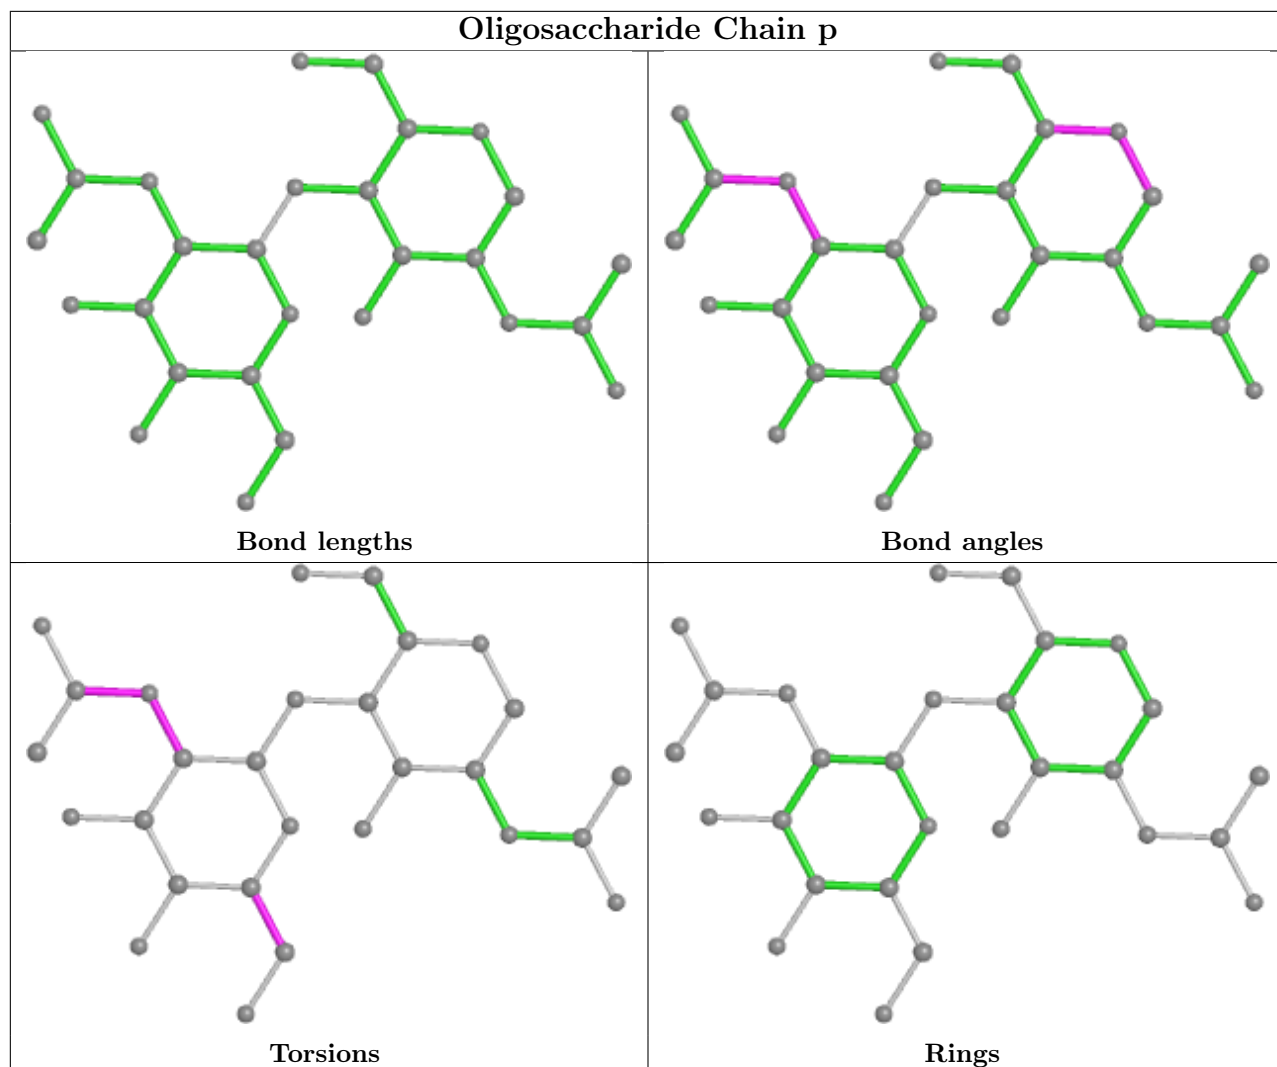 Oligosaccharide Chain p
Bond lengths
Bond angles
Torsions
Rings